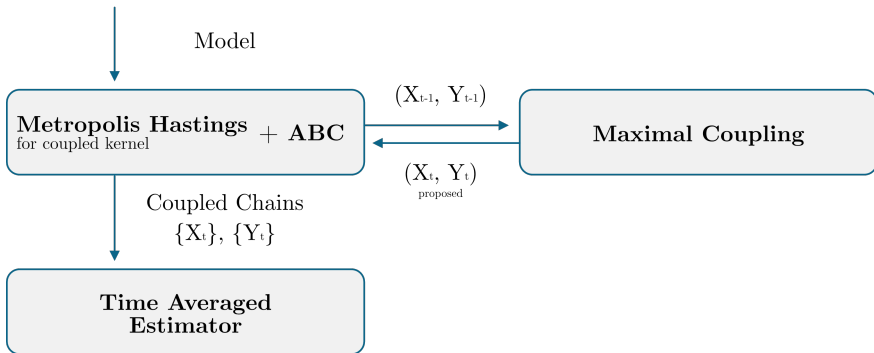 Model
(Xₜ₋₁, Yₜ₋₁)
Metropolis Hastings + ABC
for coupled kernel
Maximal Coupling
(Xₜ, Yₜ)
proposed
Coupled Chains
{Xₜ}, {Yₜ}
Time Averaged
Estimator